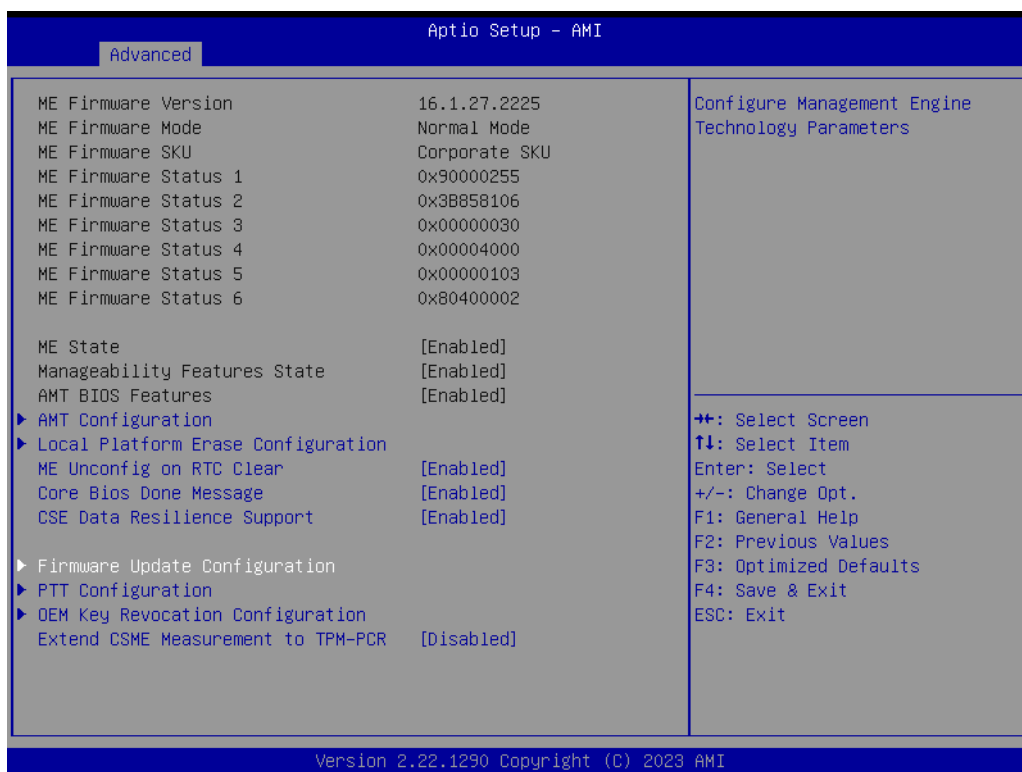 Aptio Setup – AMI
Advanced
ME Firmware Version 16.1.27.2225
ME Firmware Mode Normal Mode
ME Firmware SKU Corporate SKU
ME Firmware Status 1 0x90000255
ME Firmware Status 2 0x3B858106
ME Firmware Status 3 0x00000030
ME Firmware Status 4 0x00004000
ME Firmware Status 5 0x00000103
ME Firmware Status 6 0x80400002
ME State [Enabled]
Manageability Features State [Enabled]
AMT BIOS Features [Enabled]
▶ AMT Configuration
▶ Local Platform Erase Configuration
ME Unconfig on RTC Clear [Enabled]
Core Bios Done Message [Enabled]
CSE Data Resilience Support [Enabled]
▶ Firmware Update Configuration
▶ PTT Configuration
▶ OEM Key Revocation Configuration
Extend CSME Measurement to TPM-PCR [Disabled]
Configure Management Engine
Technology Parameters
→←: Select Screen
↑↓: Select Item
Enter: Select
+/-: Change Opt.
F1: General Help
F2: Previous Values
F3: Optimized Defaults
F4: Save & Exit
ESC: Exit
Version 2.22.1290 Copyright (C) 2023 AMI